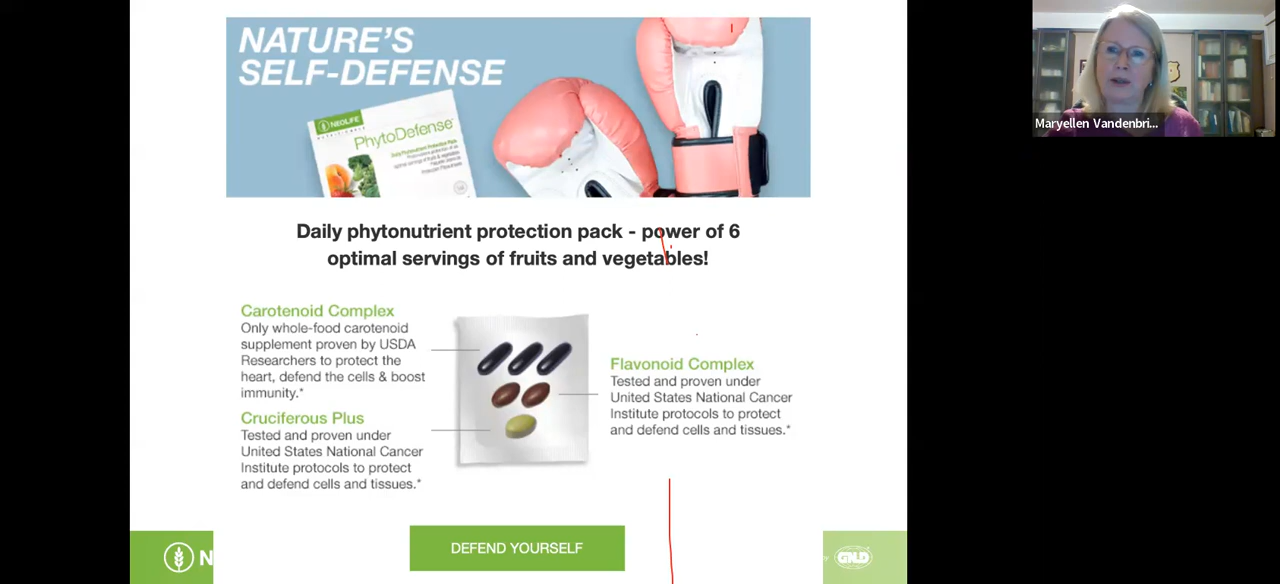 NATURE'S
SELF-DEFENSE
NEOLIFE
PhytoDefense
Daily Phytonutrient Protection Plus
Daily phytonutrient protection pack - power of 6
optimal servings of fruits and vegetables!
Carotenoid Complex
Only whole-food carotenoid
supplement proven by USDA
Researchers to protect the
heart, defend the cells & boost
immunity.*
Cruciferous Plus
Tested and proven under
United States National Cancer
Institute protocols to protect
and defend cells and tissues.*
Flavonoid Complex
Tested and proven under
United States National Cancer
Institute protocols to protect
and defend cells and tissues.*
DEFEND YOURSELF
N
GNLD
Maryellen Vandenbri...